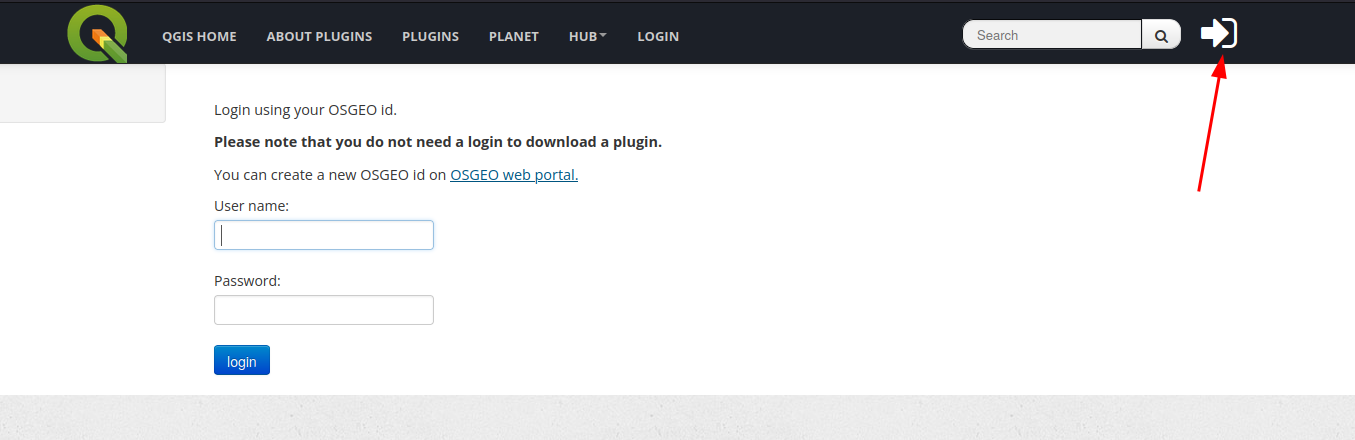 QGIS HOME ABOUT PLUGINS PLUGINS PLANET HUB LOGIN Search
Login using your OSGEO id.
Please note that you do not need a login to download a plugin.
You can create a new OSGEO id on OSGEO web portal.
User name:
Password:
login